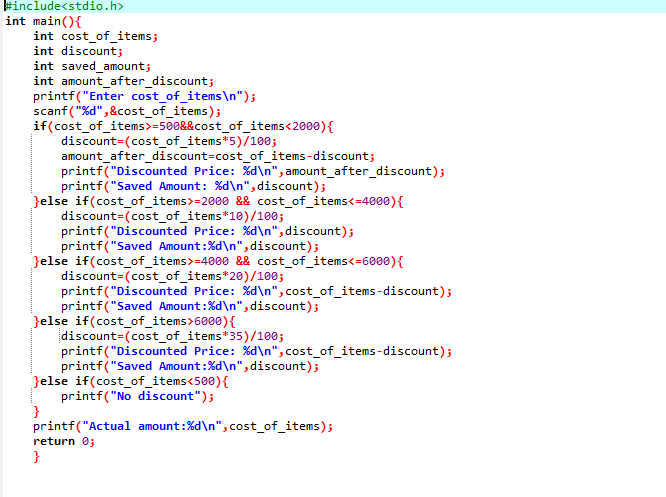 #include<stdio.h>
int main(){
    int cost_of_items;
    int discount;
    int saved_amount;
    int amount_after_discount;
    printf("Enter cost_of_items\n");
    scanf("%d",&cost_of_items);
    if(cost_of_items>=500&&cost_of_items<2000){
        discount=(cost_of_items*5)/100;
        amount_after_discount=cost_of_items-discount;
        printf("Discounted Price: %d\n",amount_after_discount);
        printf("Saved Amount: %d\n",discount);
    }else if(cost_of_items>=2000 && cost_of_items<=4000){
        discount=(cost_of_items*10)/100;
        printf("Discounted Price: %d\n",discount);
        printf("Saved Amount:%d\n",discount);
    }else if(cost_of_items>=4000 && cost_of_items<=6000){
        discount=(cost_of_items*20)/100;
        printf("Discounted Price: %d\n",cost_of_items-discount);
        printf("Saved Amount:%d\n",discount);
    }else if(cost_of_items>6000){
        discount=(cost_of_items*35)/100;
        printf("Discounted Price: %d\n",cost_of_items-discount);
        printf("Saved Amount:%d\n",discount);
    }else if(cost_of_items<500){
        printf("No discount");
    }
    printf("Actual amount:%d\n",cost_of_items);
    return 0;
    }